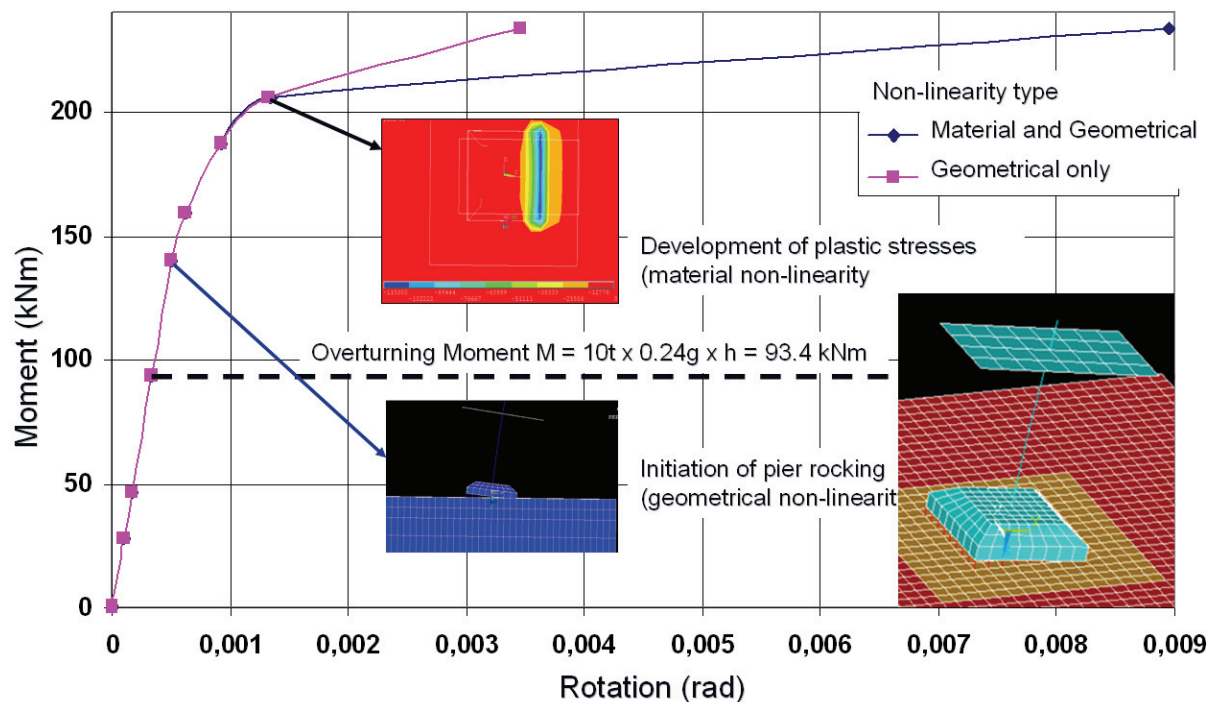 Moment (kNm)
200
150
100
50
0
Non-linearity type
Material and Geometrical
Geometrical only
Development of plastic stresses
(material non-linearity
Overturning Moment M = 10t x 0.24g x h = 93.4 kNm
Initiation of pier rocking
(geometrical non-linearit
0
0,001
0,002
0,003
0,004
0,005
0,006
0,007
0,008
0,009
Rotation (rad)